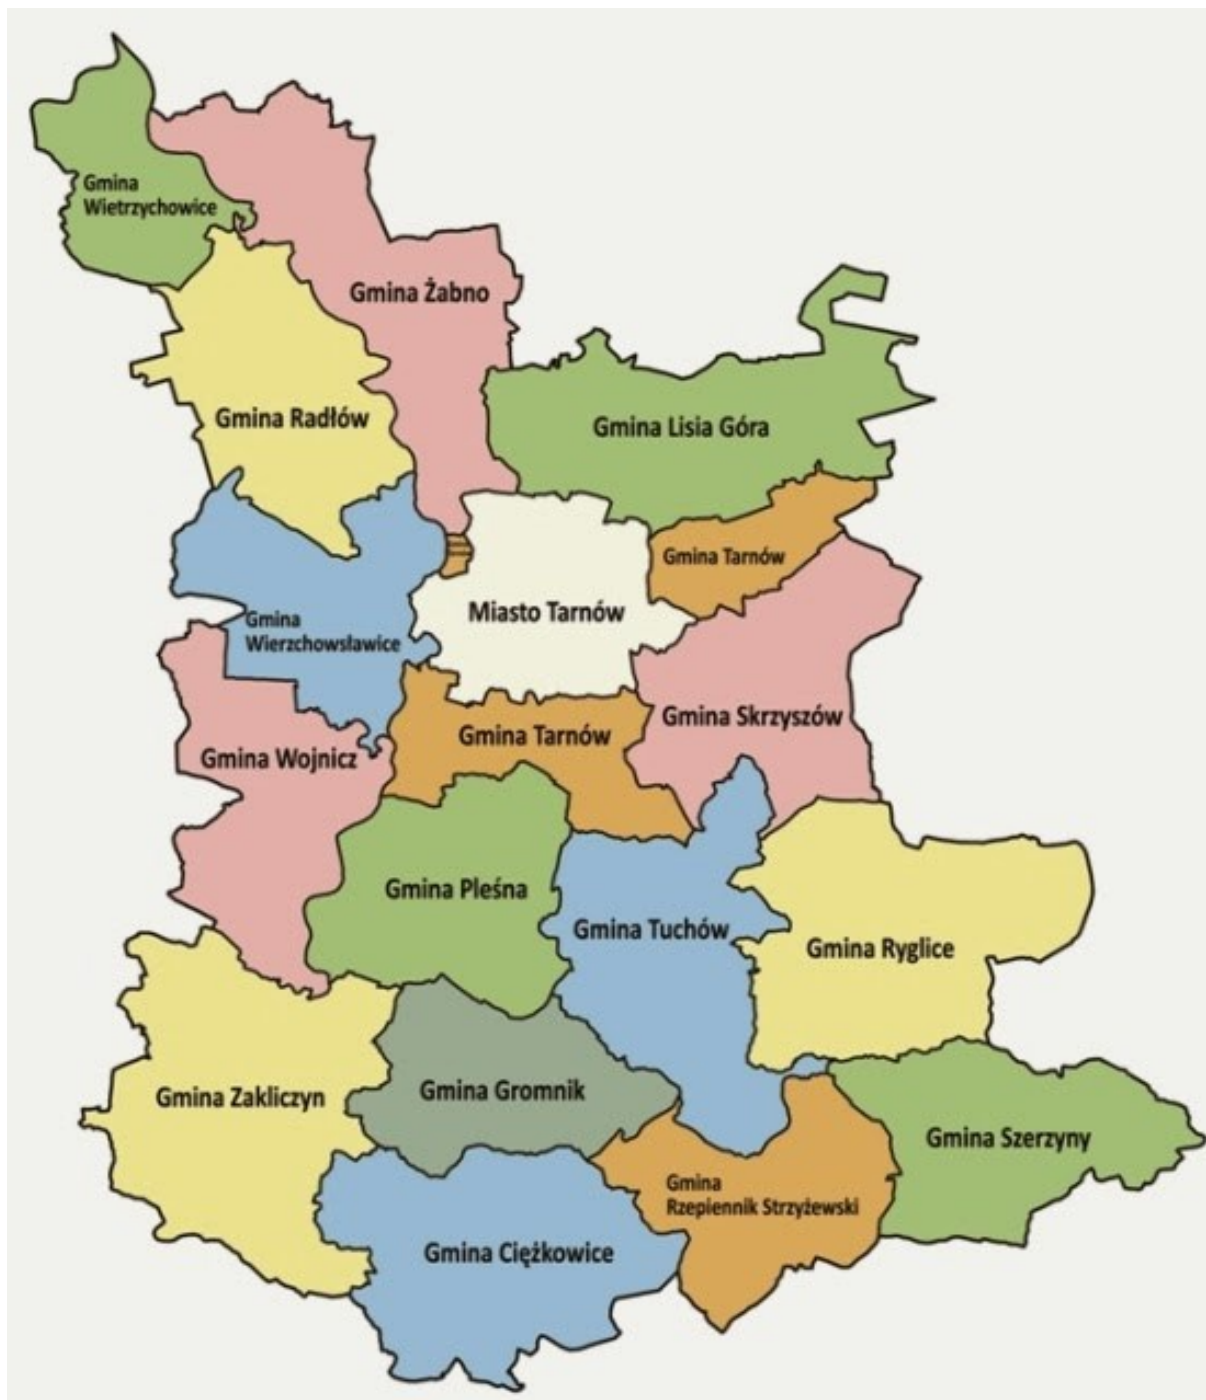 Gmina
Wietrzychowice
Gmina Żabno
Gmina Radłów
Gmina Lisia Góra
Gmina Tarnów
Miasto Tarnów
Gmina
Wierzchowsławice
Gmina Skrzyszów
Gmina Tarnów
Gmina Wojnicz
Gmina Pleśna
Gmina Tuchów
Gmina Ryglice
Gmina Zakliczyn
Gmina Gromnik
Gmina Szerzyny
Gmina
Rzepiennik Strzyżewski
Gmina Ciężkowice